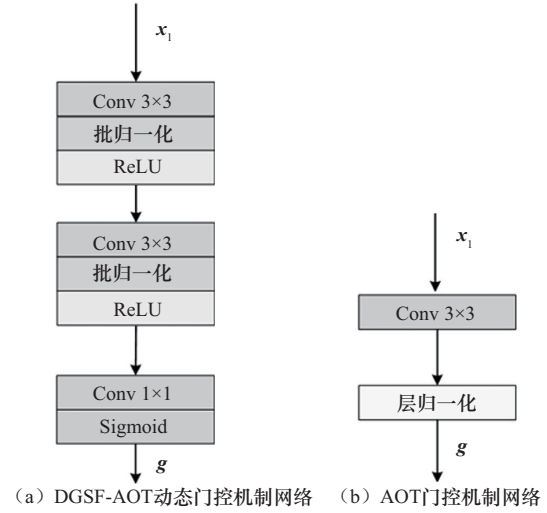 x₁
Conv 3×3
批归一化
ReLU
Conv 3×3
批归一化
ReLU
Conv 1×1
Sigmoid
g
(a) DGSF-AOT动态门控机制网络
x₁
Conv 3×3
层归一化
g
(b) AOT门控机制网络